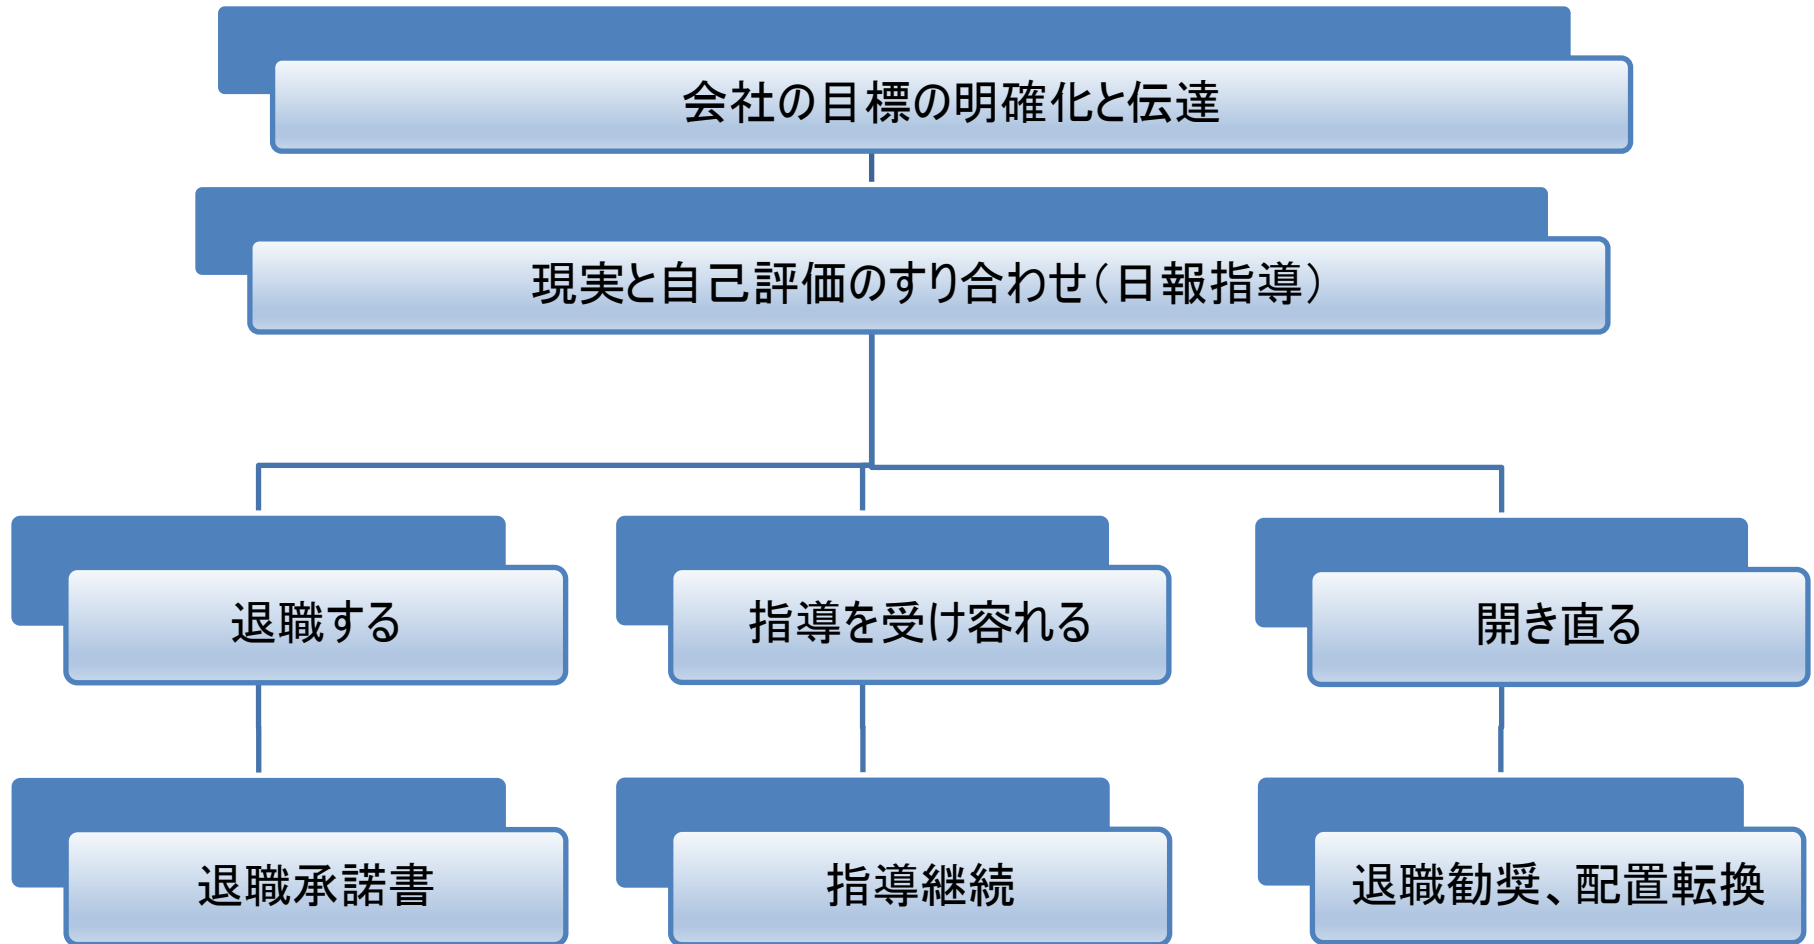 会社の目標の明確化と伝達
現実と自己評価のすり合わせ（日報指導）
退職する
指導を受け容れる
開き直る
退職承諾書
指導継続
退職勧奨、配置転換